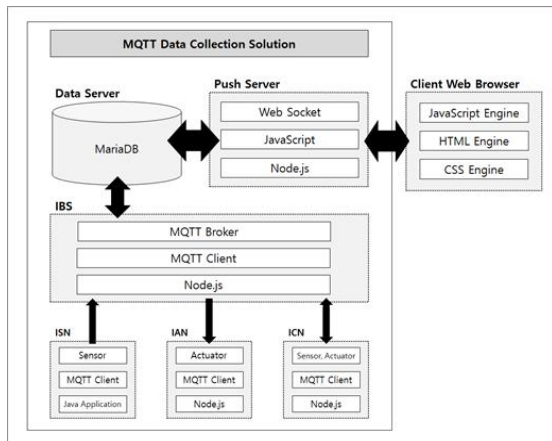 MQTT Data Collection Solution
Data Server
MariaDB
Push Server
Web Socket
JavaScript
Node.js
Client Web Browser
JavaScript Engine
HTML Engine
CSS Engine
IBS
MQTT Broker
MQTT Client
Node.js
ISN
Sensor
MQTT Client
Java Application
IAN
Actuator
MQTT Client
Node.js
ICN
Sensor, Actuator
MQTT Client
Node.js